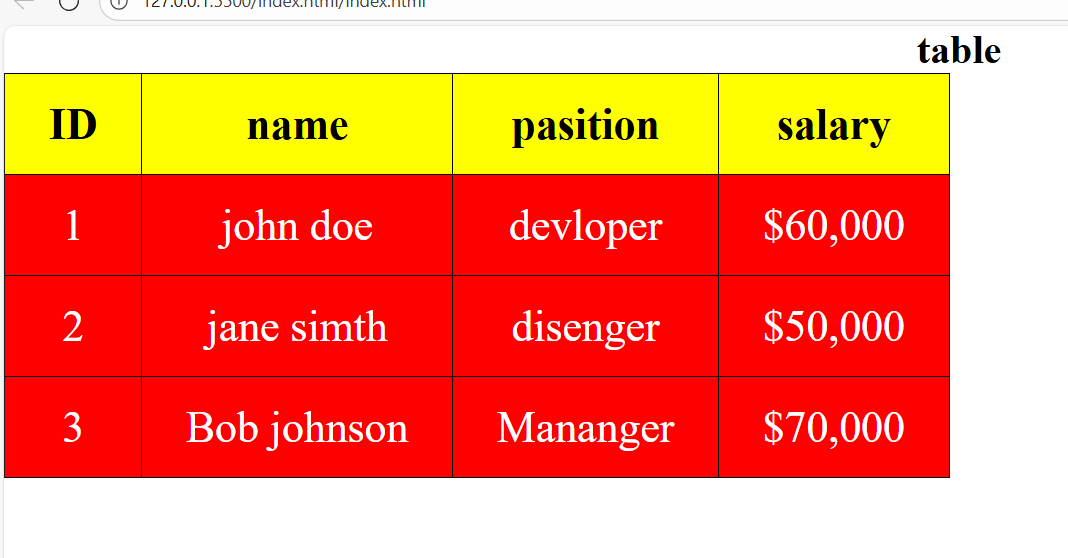 127.0.0.1:5500/index.html/index.html
table
ID name pasition salary
1 john doe devloper $60,000
2 jane simth disenger $50,000
3 Bob johnson Mananger $70,000